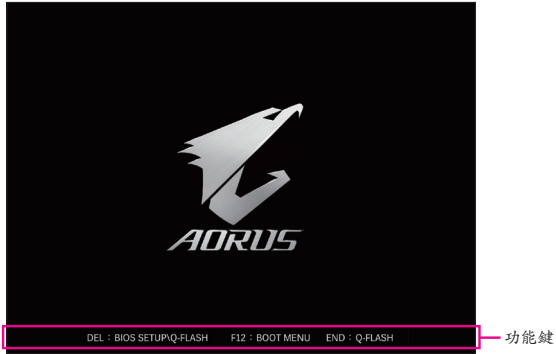 AORUS
DEL : BIOS SETUP\Q-FLASH F12 : BOOT MENU END : Q-FLASH
功能鍵